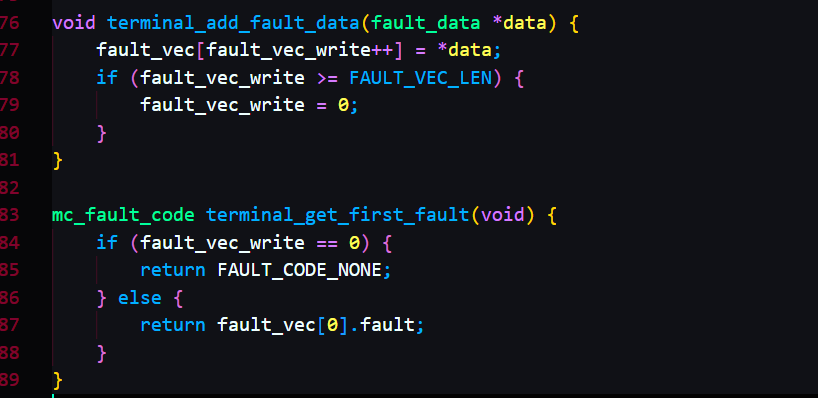 76 void terminal_add_fault_data(fault_data *data) {
77     fault_vec[fault_vec_write++] = *data;
78     if (fault_vec_write >= FAULT_VEC_LEN) {
79         fault_vec_write = 0;
80     }
81 }
82
83 mc_fault_code terminal_get_first_fault(void) {
84     if (fault_vec_write == 0) {
85         return FAULT_CODE_NONE;
86     } else {
87         return fault_vec[0].fault;
88     }
89 }